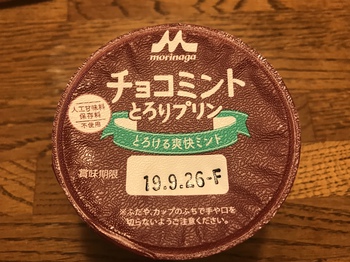 morinaga
チョコミント
とろりプリン
人工甘味料
保存料
不使用
とろける爽快ミント
賞味期限
19.9.26-F
※ふたや、カップのふちで手や口を
切らないようご注意ください。